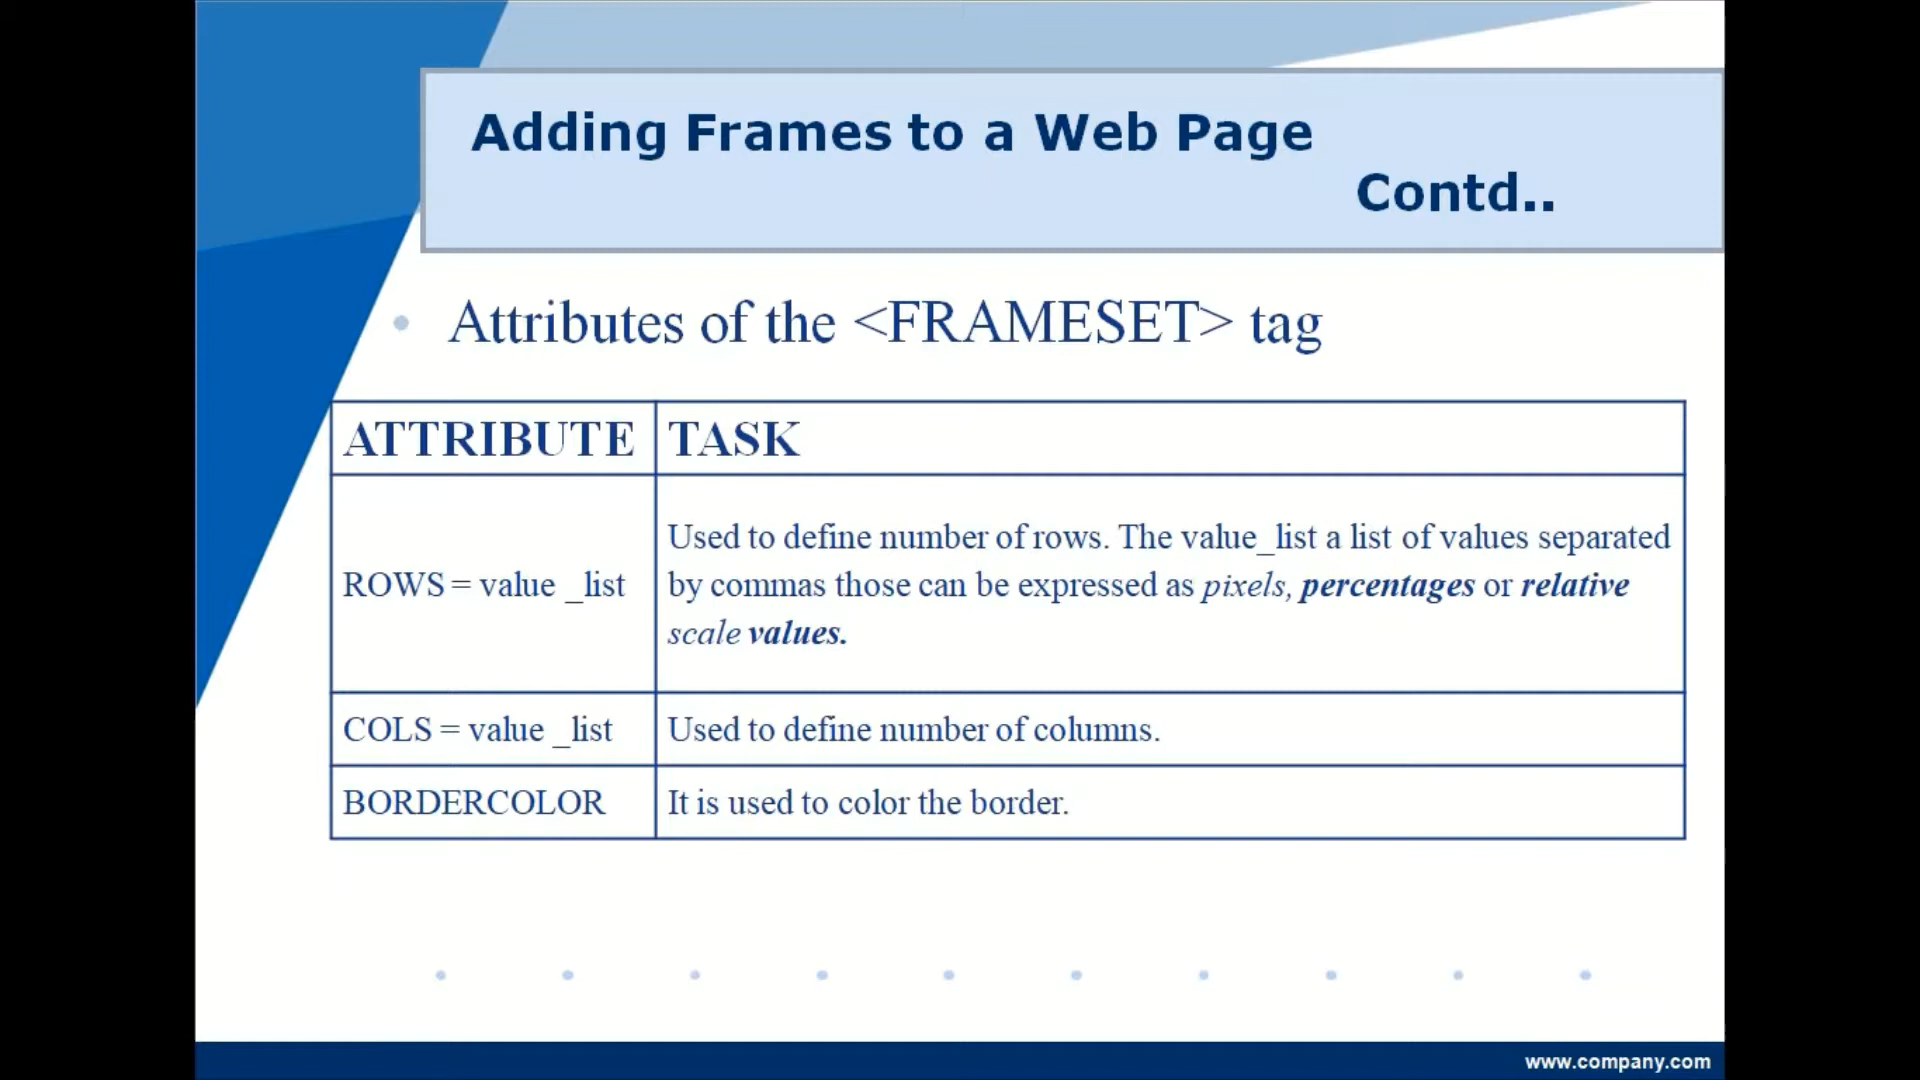 Adding Frames to a Web Page
Contd..
• Attributes of the <FRAMESET> tag
ATTRIBUTE TASK
ROWS = value _list
Used to define number of rows. The value_list a list of values separated
by commas those can be expressed as pixels, percentages or relative
scale values.
COLS = value _list Used to define number of columns.
BORDERCOLOR It is used to color the border.
www.company.com